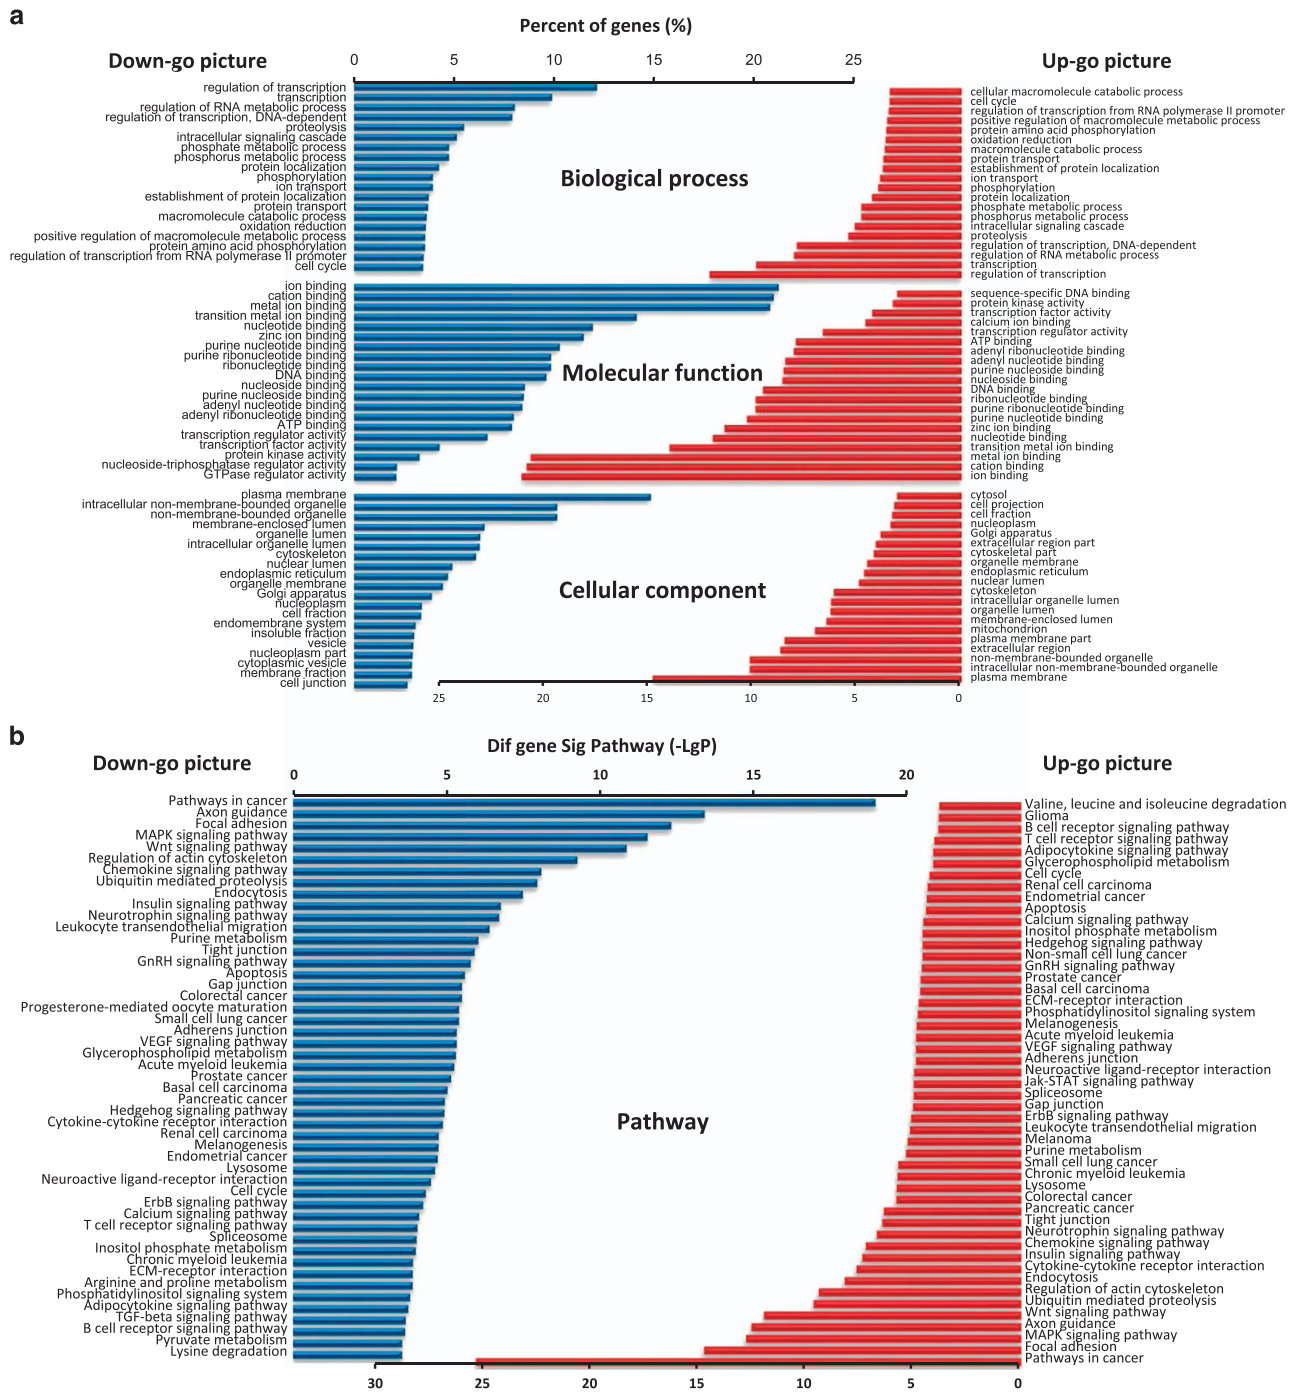 a
Percent of genes (%)
Down-go picture
Up-go picture
0 5 10 15 20 25
regulation of transcription
transcription
regulation of RNA metabolic process
regulation of transcription, DNA-dependent
proteolysis
intracellular signaling cascade
phosphate metabolic process
phosphorus metabolic process
protein localization
phosphorylation
ion transport
establishment of protein localization
protein transport
macromolecule catabolic process
oxidation reduction
positive regulation of macromolecule metabolic process
protein amino acid phosphorylation
regulation of transcription from RNA polymerase II promoter
cell cycle
Biological process
cellular macromolecule catabolic process
cell cycle
regulation of transcription from RNA polymerase II promoter
positive regulation of macromolecule metabolic process
protein amino acid phosphorylation
oxidation reduction
macromolecule catabolic process
protein transport
establishment of protein localization
ion transport
phosphorylation
protein localization
phosphate metabolic process
phosphorus metabolic process
intracellular signaling cascade
proteolysis
regulation of transcription, DNA-dependent
regulation of RNA metabolic process
transcription
regulation of transcription
ion binding
cation binding
metal ion binding
transition metal ion binding
nucleotide binding
zinc ion binding
purine nucleotide binding
purine ribonucleotide binding
ribonucleotide binding
DNA binding
nucleoside binding
purine nucleoside binding
adenyl nucleotide binding
adenyl ribonucleotide binding
ATP binding
transcription regulator activity
transcription factor activity
protein kinase activity
nucleoside-triphosphatase regulator activity
GTPase regulator activity
Molecular function
sequence-specific DNA binding
protein kinase activity
transcription factor activity
calcium ion binding
transcription regulator activity
ATP binding
adenyl ribonucleotide binding
adenyl nucleotide binding
purine nucleoside binding
nucleoside binding
DNA binding
ribonucleotide binding
purine ribonucleotide binding
purine nucleotide binding
zinc ion binding
nucleotide binding
transition metal ion binding
metal ion binding
cation binding
ion binding
plasma membrane
intracellular non-membrane-bounded organelle
non-membrane-bounded organelle
membrane-enclosed lumen
organelle lumen
intracellular organelle lumen
cytoskeleton
nuclear lumen
endoplasmic reticulum
organelle membrane
Golgi apparatus
nucleoplasm
cell fraction
endomembrane system
insoluble fraction
vesicle
nucleoplasm part
cytoplasmic vesicle
membrane fraction
cell junction
Cellular component
cytosol
cell projection
cell fraction
nucleoplasm
Golgi apparatus
extracellular region part
cytoskeletal part
organelle membrane
endoplasmic reticulum
nuclear lumen
cytoskeleton
intracellular organelle lumen
organelle lumen
membrane-enclosed lumen
mitochondrion
plasma membrane part
extracellular region
non-membrane-bounded organelle
intracellular non-membrane-bounded organelle
plasma membrane
25 20 15 10 5 0
b
Dif gene Sig Pathway (-LgP)
Down-go picture
Up-go picture
0 5 10 15 20
Pathways in cancer
Axon guidance
Focal adhesion
MAPK signaling pathway
Wnt signaling pathway
Regulation of actin cytoskeleton
Chemokine signaling pathway
Ubiquitin mediated proteolysis
Endocytosis
Insulin signaling pathway
Neurotrophin signaling pathway
Leukocyte transendothelial migration
Purine metabolism
Tight junction
GnRH signaling pathway
Apoptosis
Gap junction
Colorectal cancer
Progesterone-mediated oocyte maturation
Small cell lung cancer
Adherens junction
VEGF signaling pathway
Glycerophospholipid metabolism
Acute myeloid leukemia
Prostate cancer
Basal cell carcinoma
Pancreatic cancer
Hedgehog signaling pathway
Cytokine-cytokine receptor interaction
Renal cell carcinoma
Melanogenesis
Endometrial cancer
Lysosome
Neuroactive ligand-receptor interaction
Cell cycle
ErbB signaling pathway
Calcium signaling pathway
T cell receptor signaling pathway
Spliceosome
Inositol phosphate metabolism
Chronic myeloid leukemia
ECM-receptor interaction
Arginine and proline metabolism
Phosphatidylinositol signaling system
Adipocytokine signaling pathway
TGF-beta signaling pathway
B cell receptor signaling pathway
Pyruvate metabolism
Lysine degradation
Pathway
Valine, leucine and isoleucine degradation
Glioma
B cell receptor signaling pathway
T cell receptor signaling pathway
Adipocytokine signaling pathway
Glycerophospholipid metabolism
Cell cycle
Renal cell carcinoma
Endometrial cancer
Apoptosis
Calcium signaling pathway
Inositol phosphate metabolism
Hedgehog signaling pathway
Non-small cell lung cancer
GnRH signaling pathway
Prostate cancer
Basal cell carcinoma
ECM-receptor interaction
Phosphatidylinositol signaling system
Melanogenesis
Acute myeloid leukemia
VEGF signaling pathway
Adherens junction
Neuroactive ligand-receptor interaction
Jak-STAT signaling pathway
Spliceosome
Gap junction
ErbB signaling pathway
Leukocyte transendothelial migration
Melanoma
Purine metabolism
Small cell lung cancer
Chronic myeloid leukemia
Lysosome
Colorectal cancer
Pancreatic cancer
Tight junction
Neurotrophin signaling pathway
Chemokine signaling pathway
Insulin signaling pathway
Cytokine-cytokine receptor interaction
Endocytosis
Regulation of actin cytoskeleton
Ubiquitin mediated proteolysis
Wnt signaling pathway
Axon guidance
MAPK signaling pathway
Focal adhesion
Pathways in cancer
30 25 20 15 10 5 0